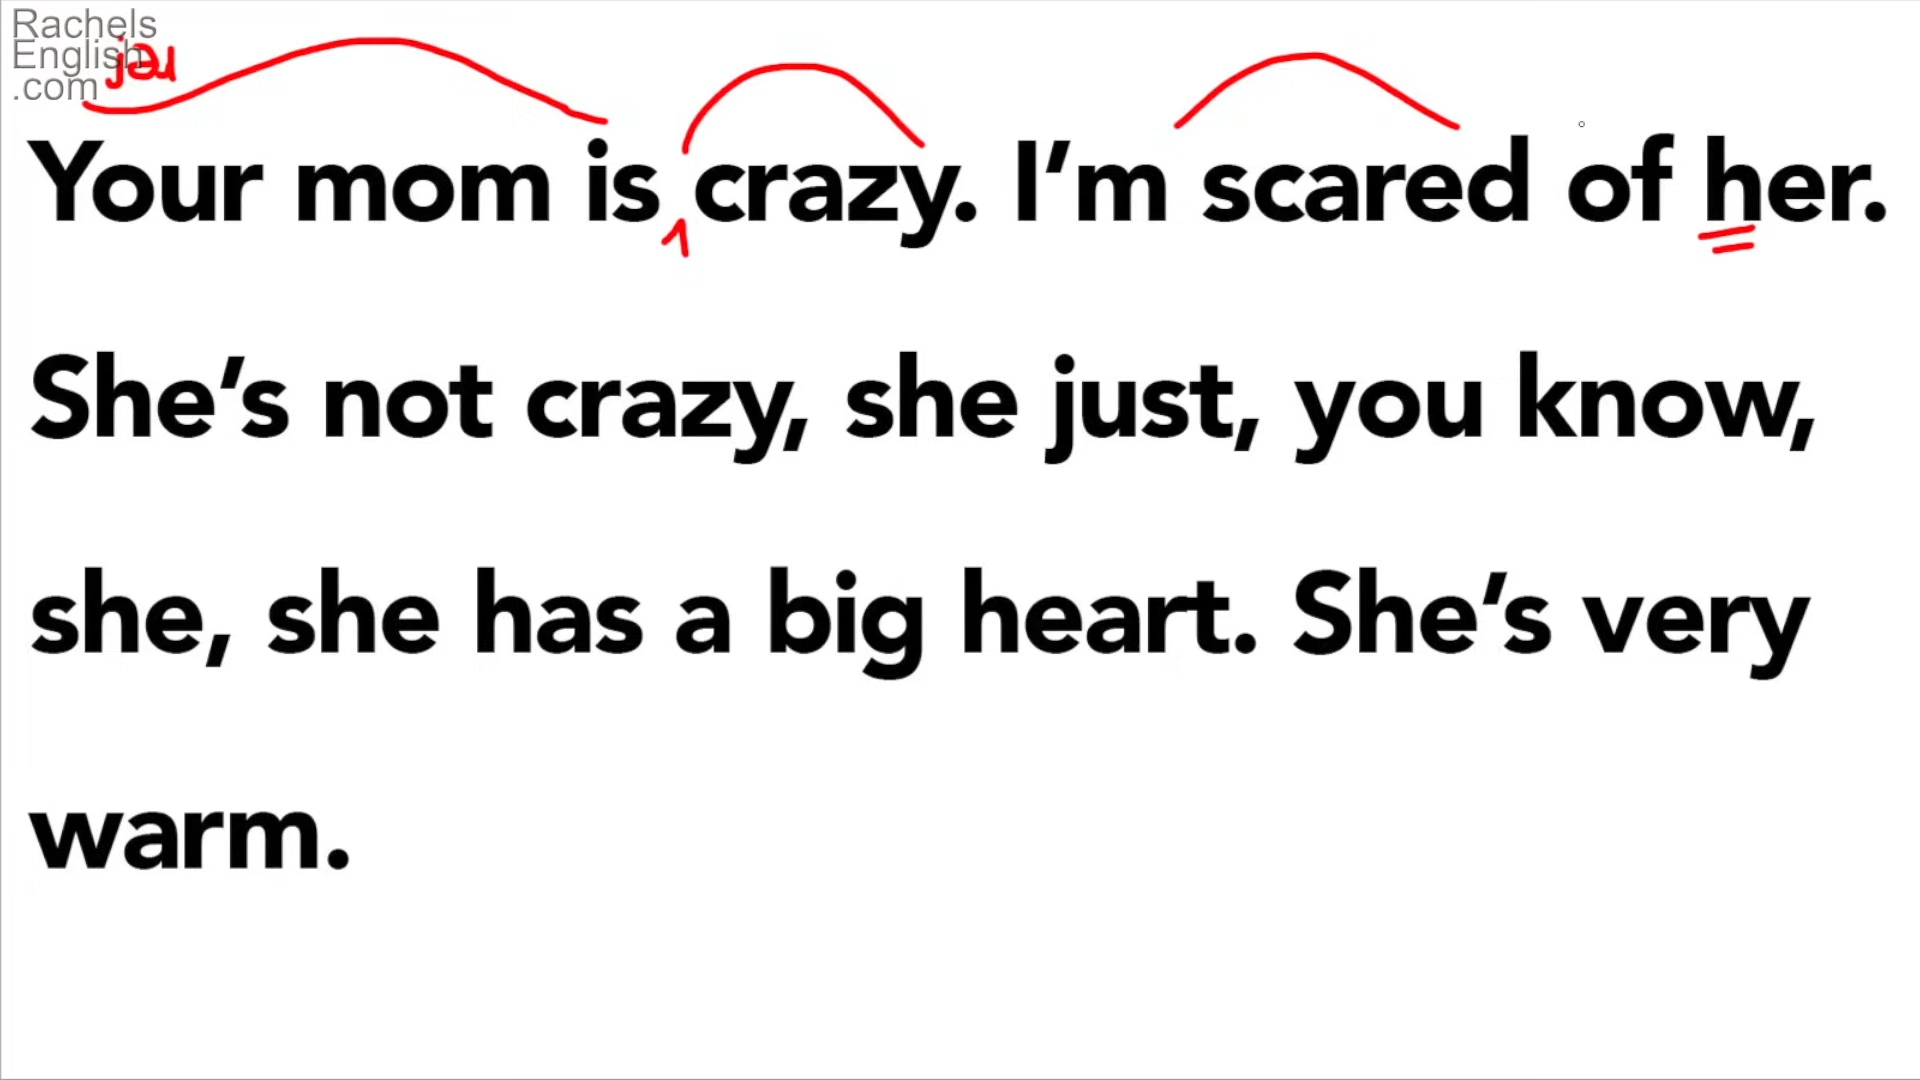 Rachels
English
.com
jəɹ
Your mom is crazy. I’m scared of her.
She’s not crazy, she just, you know,
she, she has a big heart. She’s very
warm.